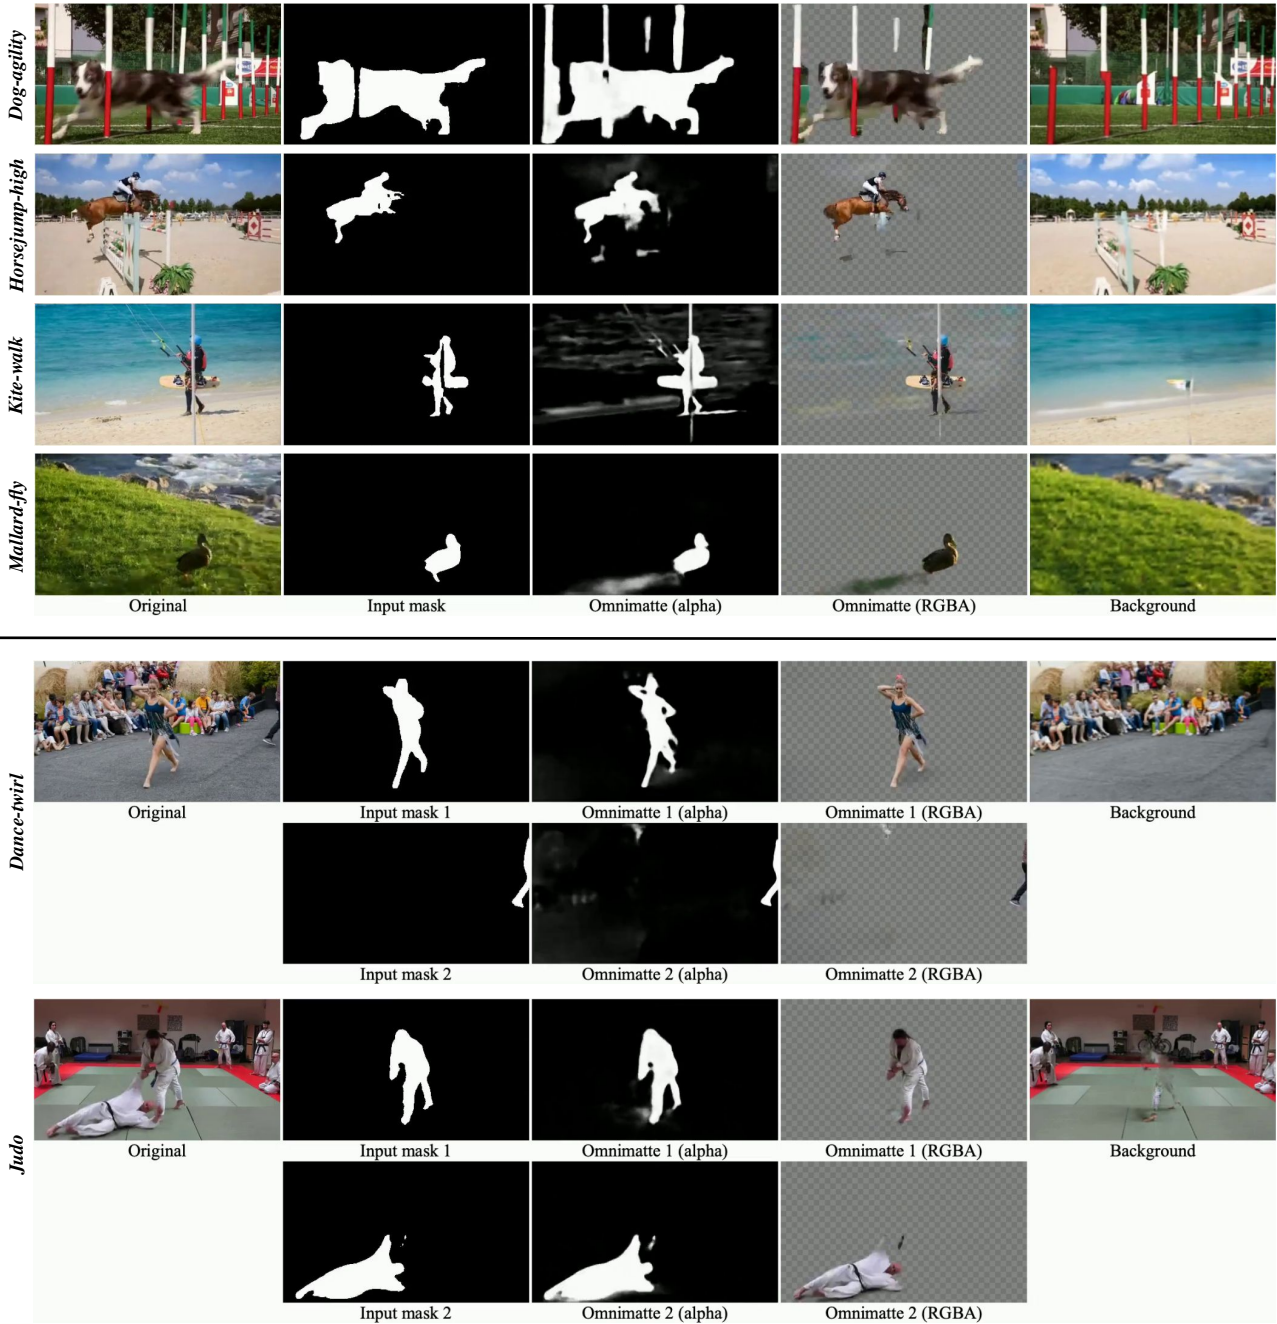 Dog-agility
Horsejump-high
Kite-walk
Mallard-fly
Original Input mask Omnimatte (alpha) Omnimatte (RGBA) Background
Dance-twirl
Original Input mask 1 Omnimatte 1 (alpha) Omnimatte 1 (RGBA) Background
Input mask 2 Omnimatte 2 (alpha) Omnimatte 2 (RGBA)
Judo
Original Input mask 1 Omnimatte 1 (alpha) Omnimatte 1 (RGBA) Background
Input mask 2 Omnimatte 2 (alpha) Omnimatte 2 (RGBA)